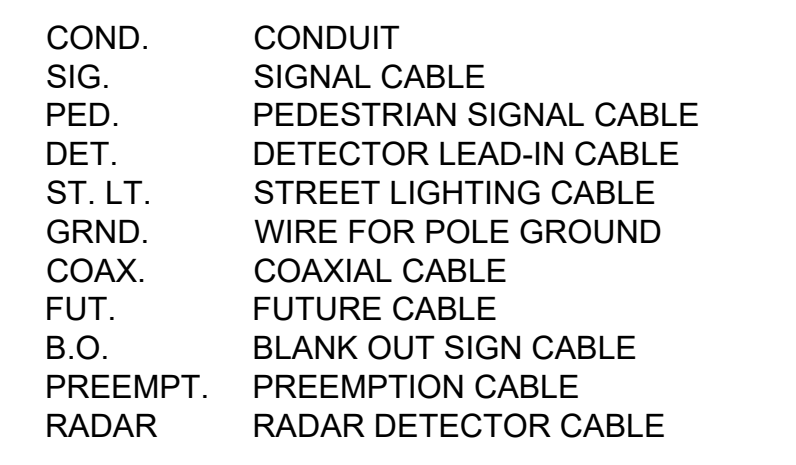 COND. CONDUIT
SIG. SIGNAL CABLE
PED. PEDESTRIAN SIGNAL CABLE
DET. DETECTOR LEAD-IN CABLE
ST. LT. STREET LIGHTING CABLE
GRND. WIRE FOR POLE GROUND
COAX. COAXIAL CABLE
FUT. FUTURE CABLE
B.O. BLANK OUT SIGN CABLE
PREEMPT. PREEMPTION CABLE
RADAR RADAR DETECTOR CABLE